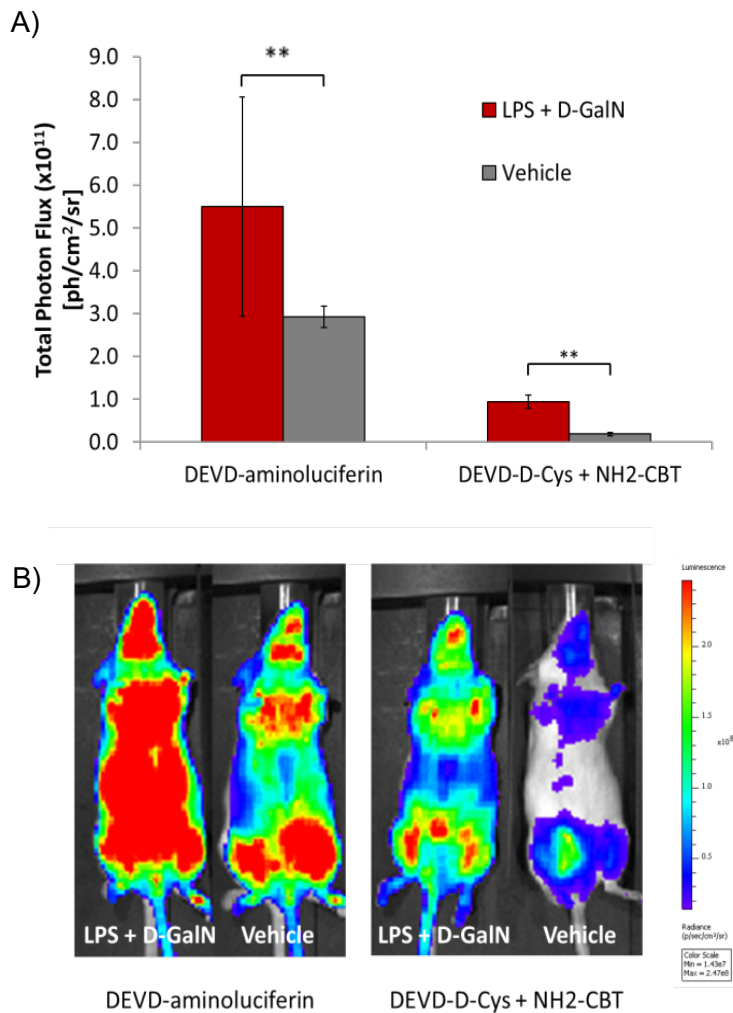 A)
**
9.0
8.0
7.0
6.0
5.0
4.0
3.0
2.0
1.0
0.0
Total Photon Flux (x10¹¹)
[ph/cm²/sr]
LPS + D-GalN
Vehicle
**
DEVD-aminoluciferin
DEVD-D-Cys + NH2-CBT
B)
LPS + D-GalN
Vehicle
LPS + D-GalN
Vehicle
DEVD-aminoluciferin
DEVD-D-Cys + NH2-CBT
Luminescence
2.0
1.5
x10⁸
1.0
0.5
Radiance
(p/sec/cm²/sr)
Color Scale
Min = 1.43e7
Max = 2.47e8